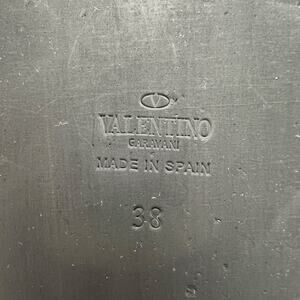 VALENTINO
GARAVANI
MADE IN SPAIN
38